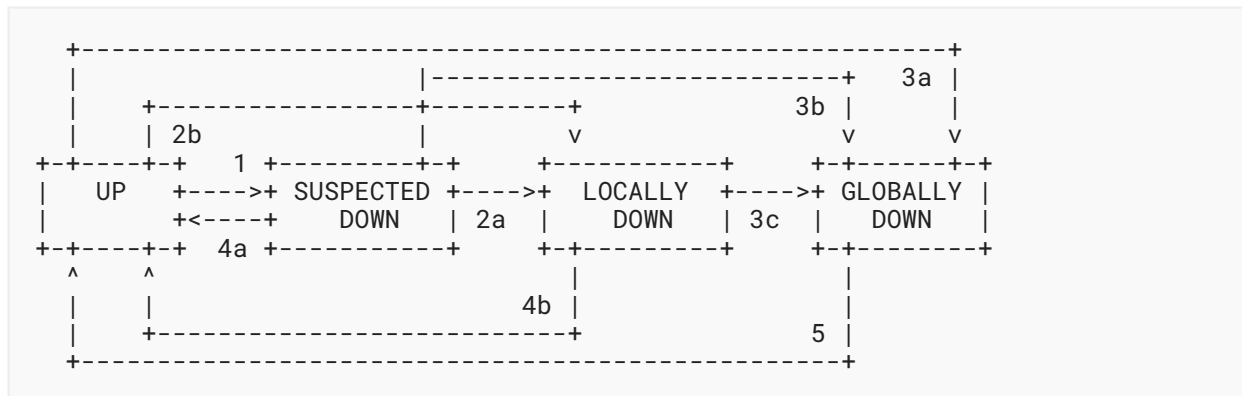 +----------------------------------------------------------+
|                       |----------------------------+   3a |
|    +------------------+----------+              3b |      |
|    | 2b               |          v                 v      v
+-+----+-+   1 +----------+-+     +-----------+     +-+------+-+
|   UP   +---->+ SUSPECTED +---->+  LOCALLY  +---->+ GLOBALLY |
|        +<----+   DOWN    | 2a  |   DOWN    | 3c  |   DOWN   |
+-+----+-+  4a +-----------+     +-+---------+     +-+--------+
^    ^                            |                 |
|    |                         4b |                 |
|    +----------------------------+               5 |
+---------------------------------------------------+